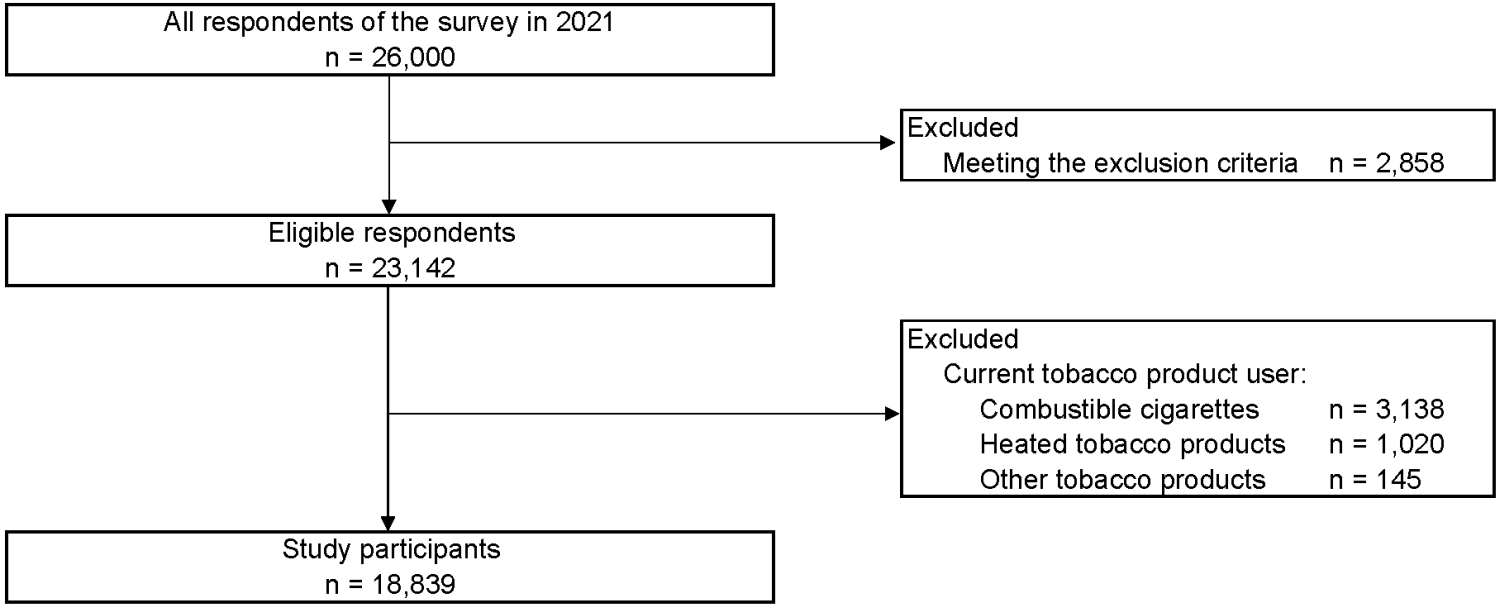 All respondents of the survey in 2021
n = 26,000
Excluded
Meeting the exclusion criteria n = 2,858
Eligible respondents
n = 23,142
Excluded
Current tobacco product user:
Combustible cigarettes n = 3,138
Heated tobacco products n = 1,020
Other tobacco products n = 145
Study participants
n = 18,839